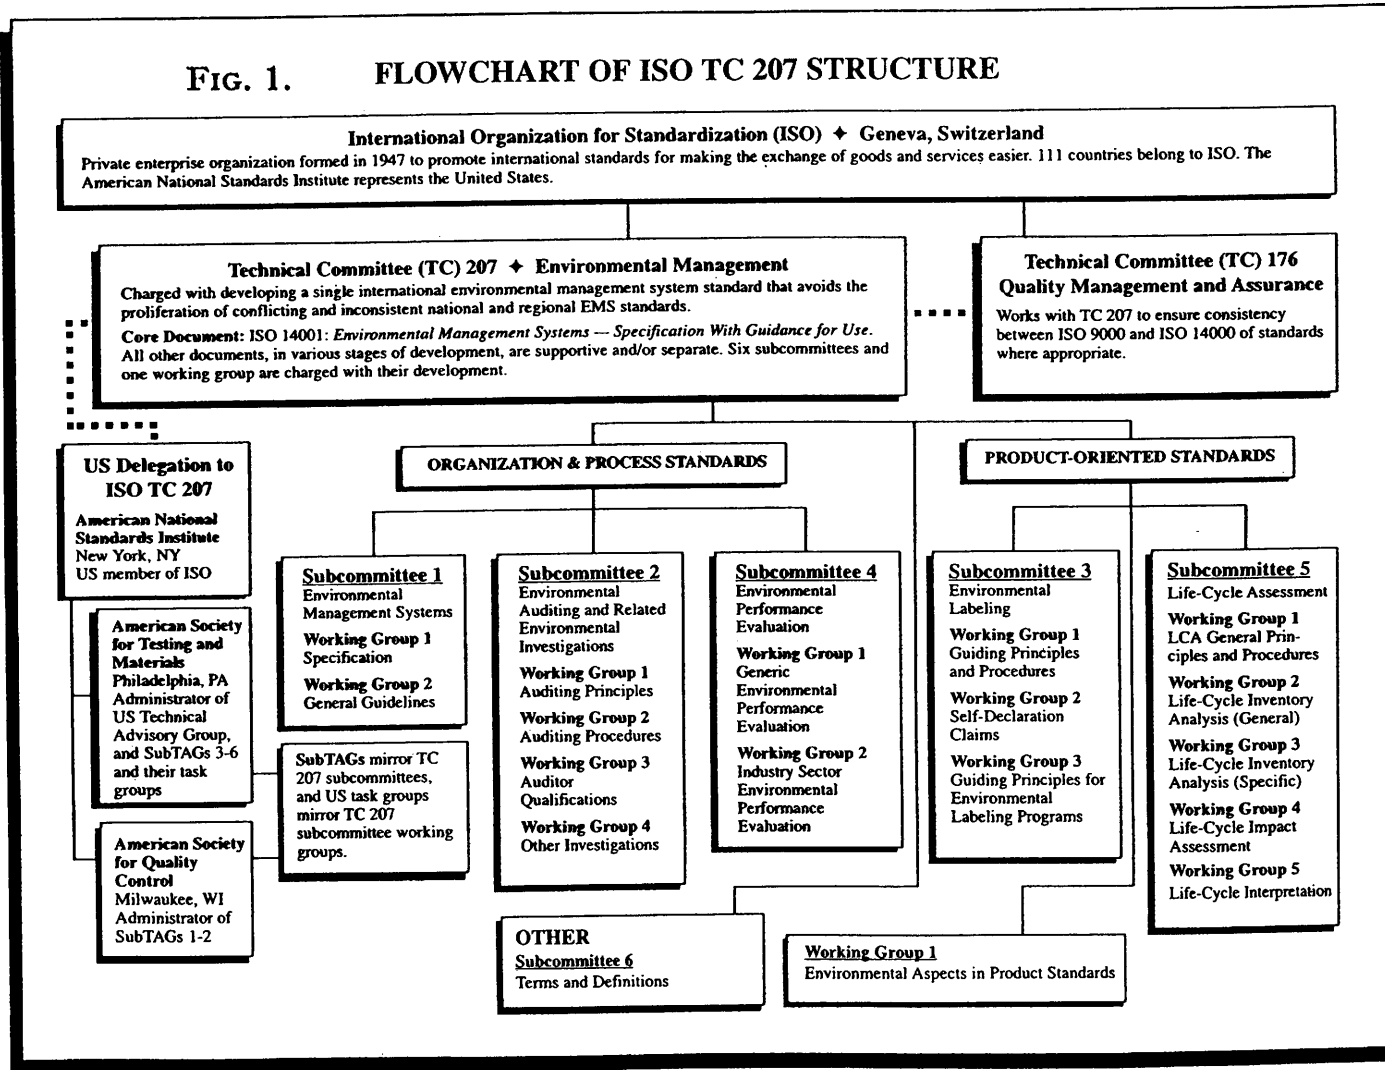 FIG. 1. FLOWCHART OF ISO TC 207 STRUCTURE
International Organization for Standardization (ISO) ✦ Geneva, Switzerland
Private enterprise organization formed in 1947 to promote international standards for making the exchange of goods and services easier. 111 countries belong to ISO. The
American National Standards Institute represents the United States.
Technical Committee (TC) 207 ✦ Environmental Management
Charged with developing a single international environmental management system standard that avoids the
proliferation of conflicting and inconsistent national and regional EMS standards.
Core Document: ISO 14001: Environmental Management Systems — Specification With Guidance for Use.
All other documents, in various stages of development, are supportive and/or separate. Six subcommittees and
one working group are charged with their development.
Technical Committee (TC) 176
Quality Management and Assurance
Works with TC 207 to ensure consistency
between ISO 9000 and ISO 14000 of standards
where appropriate.
US Delegation to
ISO TC 207
American National
Standards Institute
New York, NY
US member of ISO
American Society
for Testing and
Materials
Philadelphia, PA
Administrator of
US Technical
Advisory Group,
and SubTAGs 3-6
and their task
groups
American Society
for Quality
Control
Milwaukee, WI
Administrator of
SubTAGs 1-2
SubTAGs mirror TC
207 subcommittees,
and US task groups
mirror TC 207
subcommittee working
groups.
ORGANIZATION & PROCESS STANDARDS
Subcommittee 1
Environmental
Management Systems
Working Group 1
Specification
Working Group 2
General Guidelines
Subcommittee 2
Environmental
Auditing and Related
Environmental
Investigations
Working Group 1
Auditing Principles
Working Group 2
Auditing Procedures
Working Group 3
Auditor
Qualifications
Working Group 4
Other Investigations
Subcommittee 4
Environmental
Performance
Evaluation
Working Group 1
Generic
Environmental
Performance
Evaluation
Working Group 2
Industry Sector
Environmental
Performance
Evaluation
PRODUCT-ORIENTED STANDARDS
Subcommittee 3
Environmental
Labeling
Working Group 1
Guiding Principles
and Procedures
Working Group 2
Self-Declaration
Claims
Working Group 3
Guiding Principles for
Environmental
Labeling Programs
Subcommittee 5
Life-Cycle Assessment
Working Group 1
LCA General Prin-
ciples and Procedures
Working Group 2
Life-Cycle Inventory
Analysis (General)
Working Group 3
Life-Cycle Inventory
Analysis (Specific)
Working Group 4
Life-Cycle Impact
Assessment
Working Group 5
Life-Cycle Interpretation
OTHER
Subcommittee 6
Terms and Definitions
Working Group 1
Environmental Aspects in Product Standards